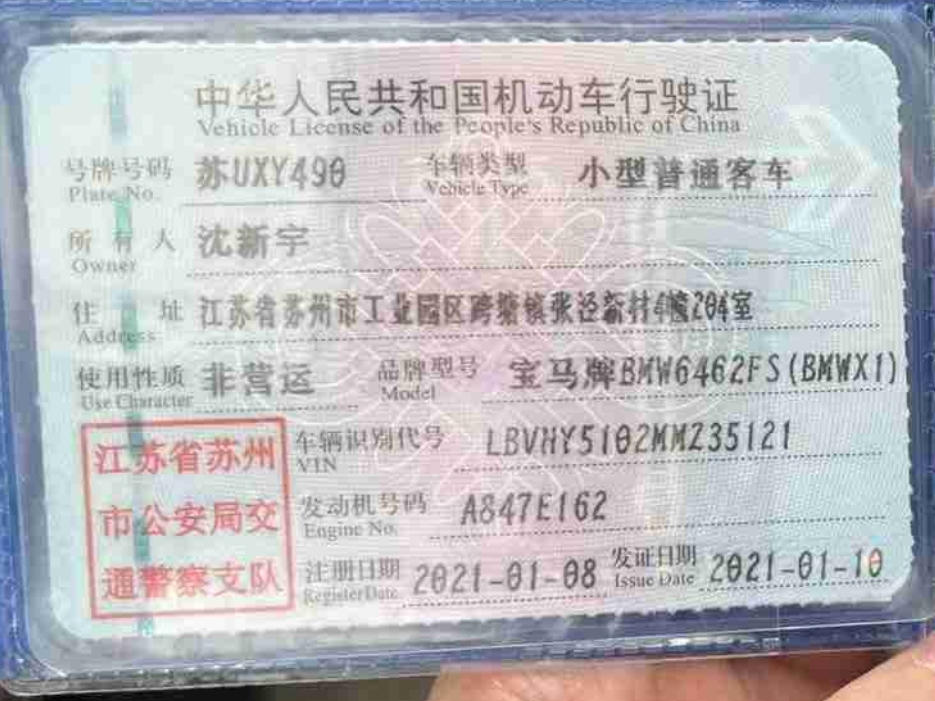 中华人民共和国机动车行驶证
Vehicle License of the People's Republic of China
号牌号码 苏UXY490 车辆类型 小型普通客车
Plate No. Vehicle Type
所有人 沈新宇
Owner
住址 江苏省苏州市工业园区跨塘镇张泾新村4幢204室
Address
使用性质 非营运 品牌型号 宝马牌BMW6462FS(BMWX1)
Use Character Model
江苏省苏州 车辆识别代号 LBVHY5102MMZ35121
VIN
市公安局交 发动机号码 A847E162
Engine No.
通警察支队 注册日期 2021-01-08 发证日期 2021-01-10
Register Date Issue Date